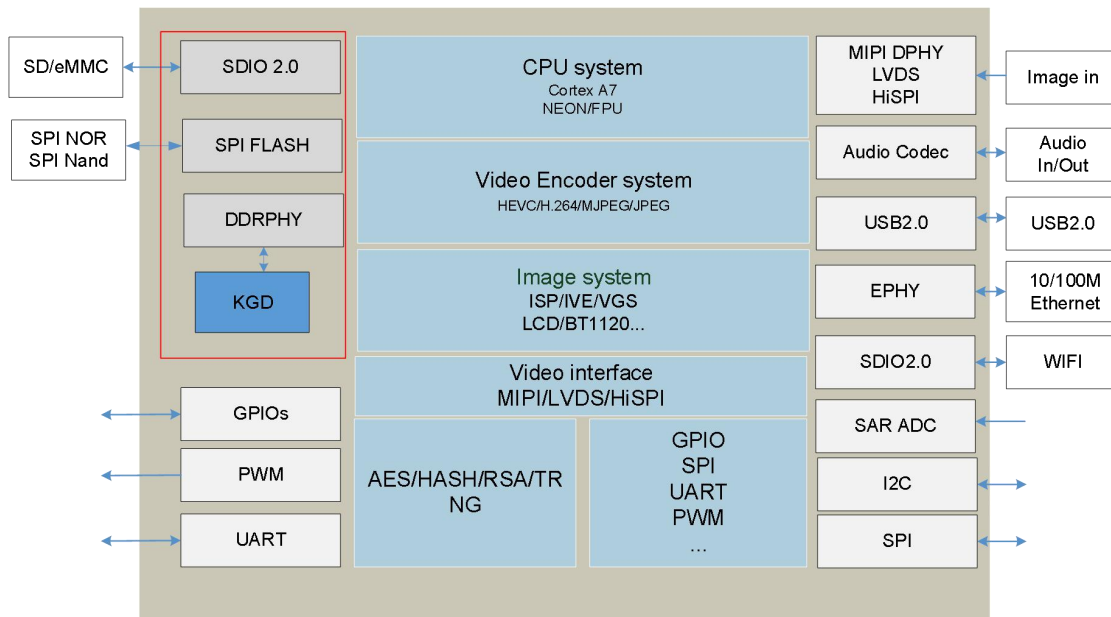 SD/eMMC
SPI NOR
SPI Nand
SDIO 2.0
SPI FLASH
DDRPHY
KGD
GPIOs
PWM
UART
CPU system
Cortex A7
NEON/FPU
Video Encoder system
HEVC/H.264/MJPEG/JPEG
Image system
ISP/IVE/VGS
LCD/BT1120...
Video interface
MIPI/LVDS/HiSPI
AES/HASH/RSA/TR
NG
GPIO
SPI
UART
PWM
...
MIPI DPHY
LVDS
HiSPI
Audio Codec
USB2.0
EPHY
SDIO2.0
SAR ADC
I2C
SPI
Image in
Audio
In/Out
USB2.0
10/100M
Ethernet
WIFI